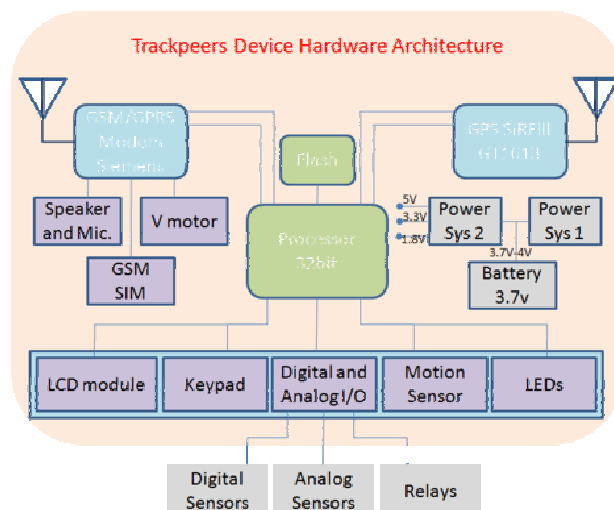 Trackpeers Device Hardware Architecture
GSM/GPRS
Modem
Siemens
GPS SiRFIII
GT1613
Flash
Speaker
and Mic.
V motor
GSM
SIM
Processor
32bit
5V
3.3V
1.8V
Power
Sys 2
Power
Sys 1
3.7V-4V
Battery
3.7v
LCD module
Keypad
Digital and
Analog I/O
Motion
Sensor
LEDs
Digital
Sensors
Analog
Sensors
Relays